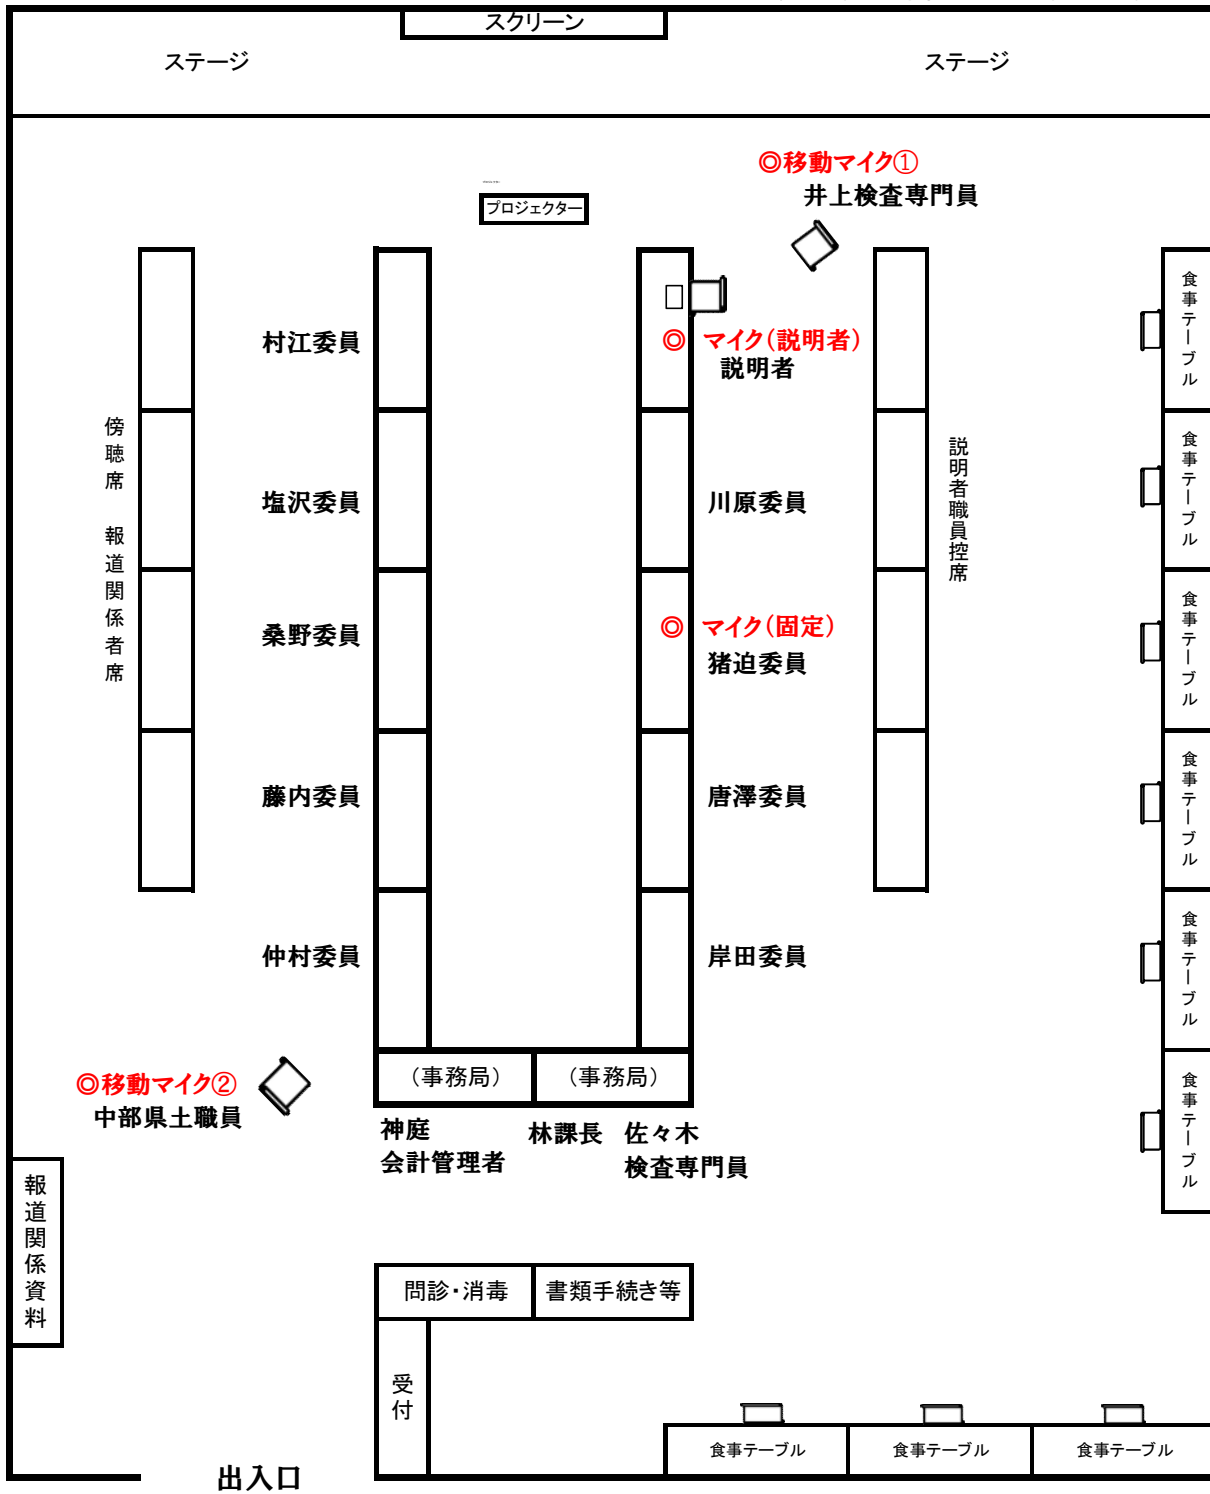 スクリーン
ステージ
ステージ
◎移動マイク①
井上検査専門員
プロジェクター
村江委員
◎ マイク(説明者)
説明者
食事テーブル
傍聴席 報道関係者席
塩沢委員
川原委員
説明者職員控席
食事テーブル
桑野委員
◎ マイク(固定)
猪迫委員
食事テーブル
藤内委員
唐澤委員
食事テーブル
仲村委員
岸田委員
食事テーブル
◎移動マイク②
中部県土職員
(事務局)
(事務局)
食事テーブル
神庭
会計管理者
林課長
佐々木
検査専門員
報道関係資料
問診・消毒
書類手続き等
受付
食事テーブル
食事テーブル
食事テーブル
出入口